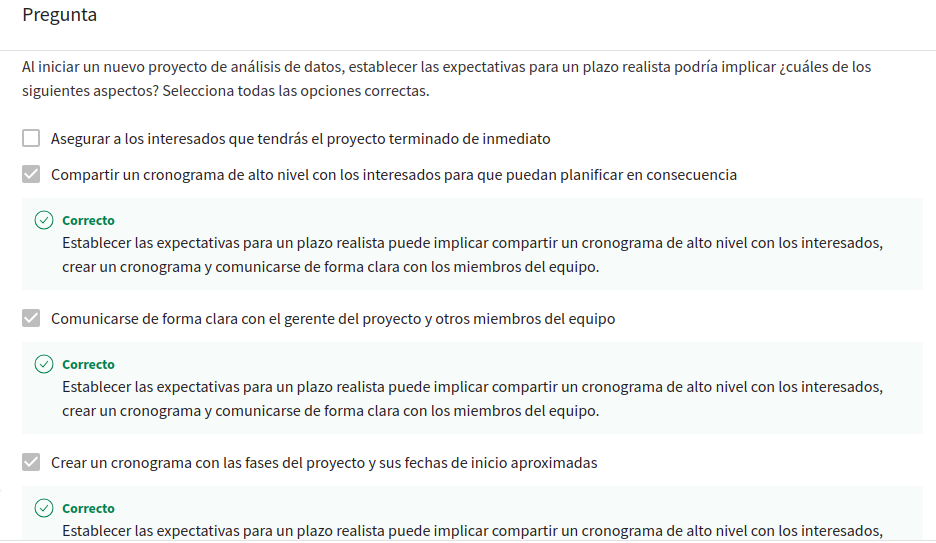 Pregunta
Al iniciar un nuevo proyecto de análisis de datos, establecer las expectativas para un plazo realista podría implicar ¿cuáles de los
siguientes aspectos? Selecciona todas las opciones correctas.
Asegurar a los interesados que tendrás el proyecto terminado de inmediato
Compartir un cronograma de alto nivel con los interesados para que puedan planificar en consecuencia
Correcto
Establecer las expectativas para un plazo realista puede implicar compartir un cronograma de alto nivel con los interesados,
crear un cronograma y comunicarse de forma clara con los miembros del equipo.
Comunicarse de forma clara con el gerente del proyecto y otros miembros del equipo
Correcto
Establecer las expectativas para un plazo realista puede implicar compartir un cronograma de alto nivel con los interesados,
crear un cronograma y comunicarse de forma clara con los miembros del equipo.
Crear un cronograma con las fases del proyecto y sus fechas de inicio aproximadas
Correcto
Establecer las expectativas para un plazo realista puede implicar compartir un cronograma de alto nivel con los interesados,